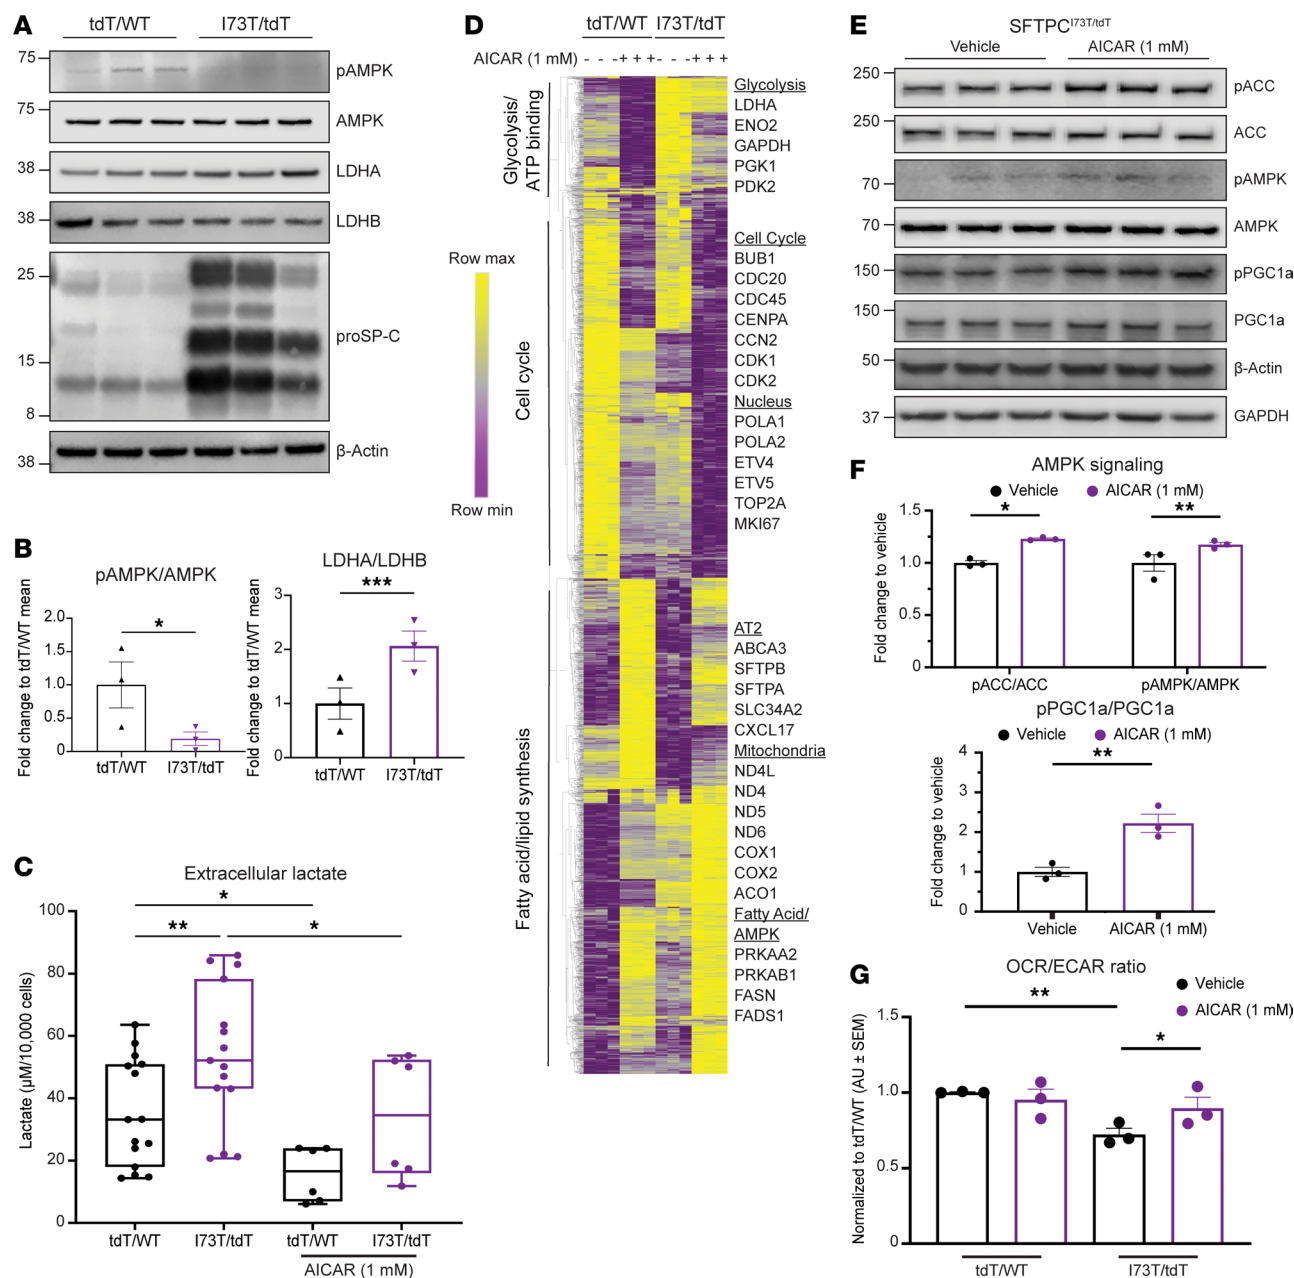 A
tdT/WT I73T/tdT
75
pAMPK
75
AMPK
38
LDHA
38
LDHB
25
proSP-C
15
8
38
β-Actin
B
pAMPK/AMPK
*
Fold change to tdT/WT mean
2.0
1.5
1.0
0.5
0
tdT/WT I73T/tdT
LDHA/LDHB
***
Fold change to tdT/WT mean
3
2
1
0
tdT/WT I73T/tdT
C
Extracellular lactate
*
** *
Lactate (µM/10,000 cells)
100
80
60
40
20
0
tdT/WT I73T/tdT tdT/WT I73T/tdT
AICAR (1 mM)
D
tdT/WT I73T/tdT
AICAR (1 mM) - - - + + + - - - + + +
Glycolysis/
ATP binding
Cell cycle
Fatty acid/lipid synthesis
Row max
Row min
Glycolysis
LDHA
ENO2
GAPDH
PGK1
PDK2
Cell Cycle
BUB1
CDC20
CDC45
CENPA
CCN2
CDK1
CDK2
Nucleus
POLA1
POLA2
ETV4
ETV5
TOP2A
MKI67
AT2
ABCA3
SFTPB
SFTPA
SLC34A2
CXCL17
Mitochondria
ND4L
ND4
ND5
ND6
COX1
COX2
ACO1
Fatty Acid/
AMPK
PRKAA2
PRKAB1
FASN
FADS1
E
SFTPC I73T/tdT
Vehicle AICAR (1 mM)
250
pACC
250
ACC
70
pAMPK
70
AMPK
150
pPGC1a
150
PGC1a
50
β-Actin
37
GAPDH
F
AMPK signaling
Vehicle AICAR (1 mM)
* **
Fold change to vehicle
1.5
1.0
0.5
0
pACC/ACC pAMPK/AMPK
pPGC1a/PGC1a
Vehicle AICAR (1 mM)
**
Fold change to vehicle
4
3
2
1
0
Vehicle AICAR (1 mM)
G
OCR/ECAR ratio
Vehicle
AICAR (1 mM)
**
*
Normalized to tdT/WT (AU ± SEM)
1.5
1.0
0.5
0
tdT/WT I73T/tdT